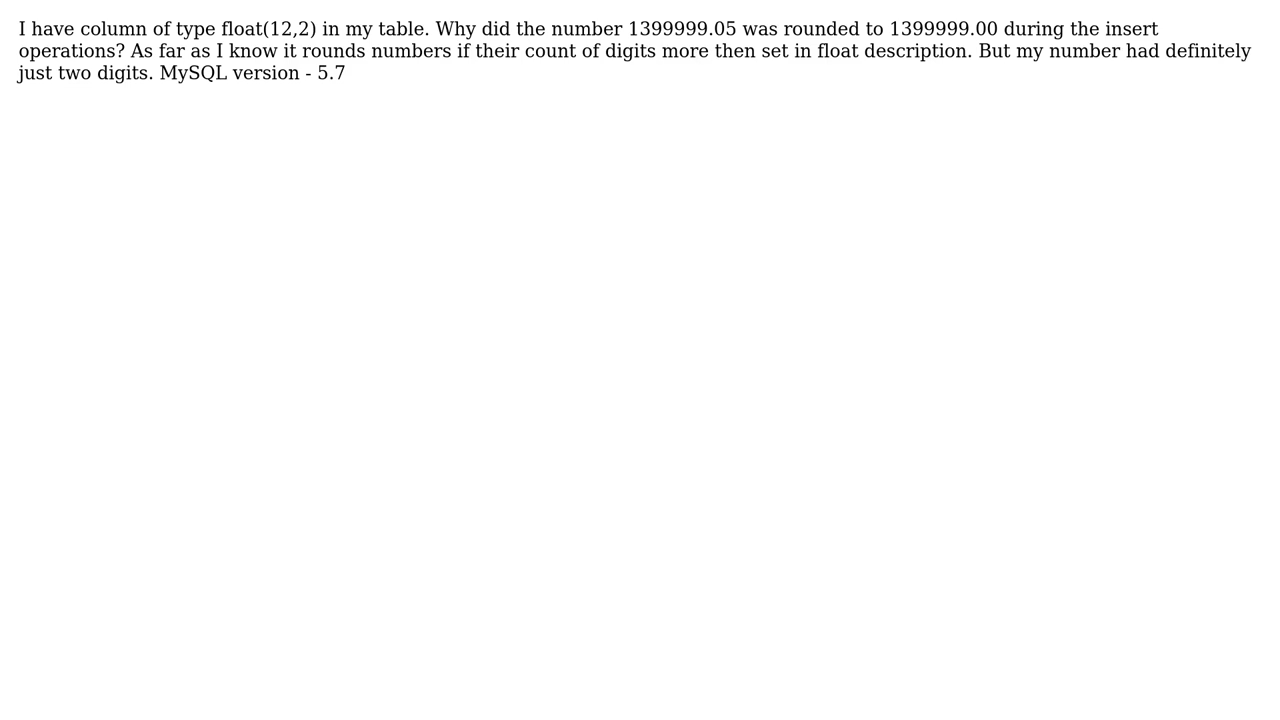 I have column of type float(12,2) in my table. Why did the number 1399999.05 was rounded to 1399999.00 during the insert
operations? As far as I know it rounds numbers if their count of digits more then set in float description. But my number had definitely
just two digits. MySQL version - 5.7